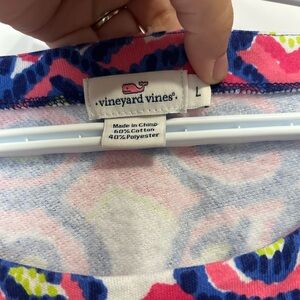 vineyard vines®
L
Made in China
60% Cotton
40% Polyester